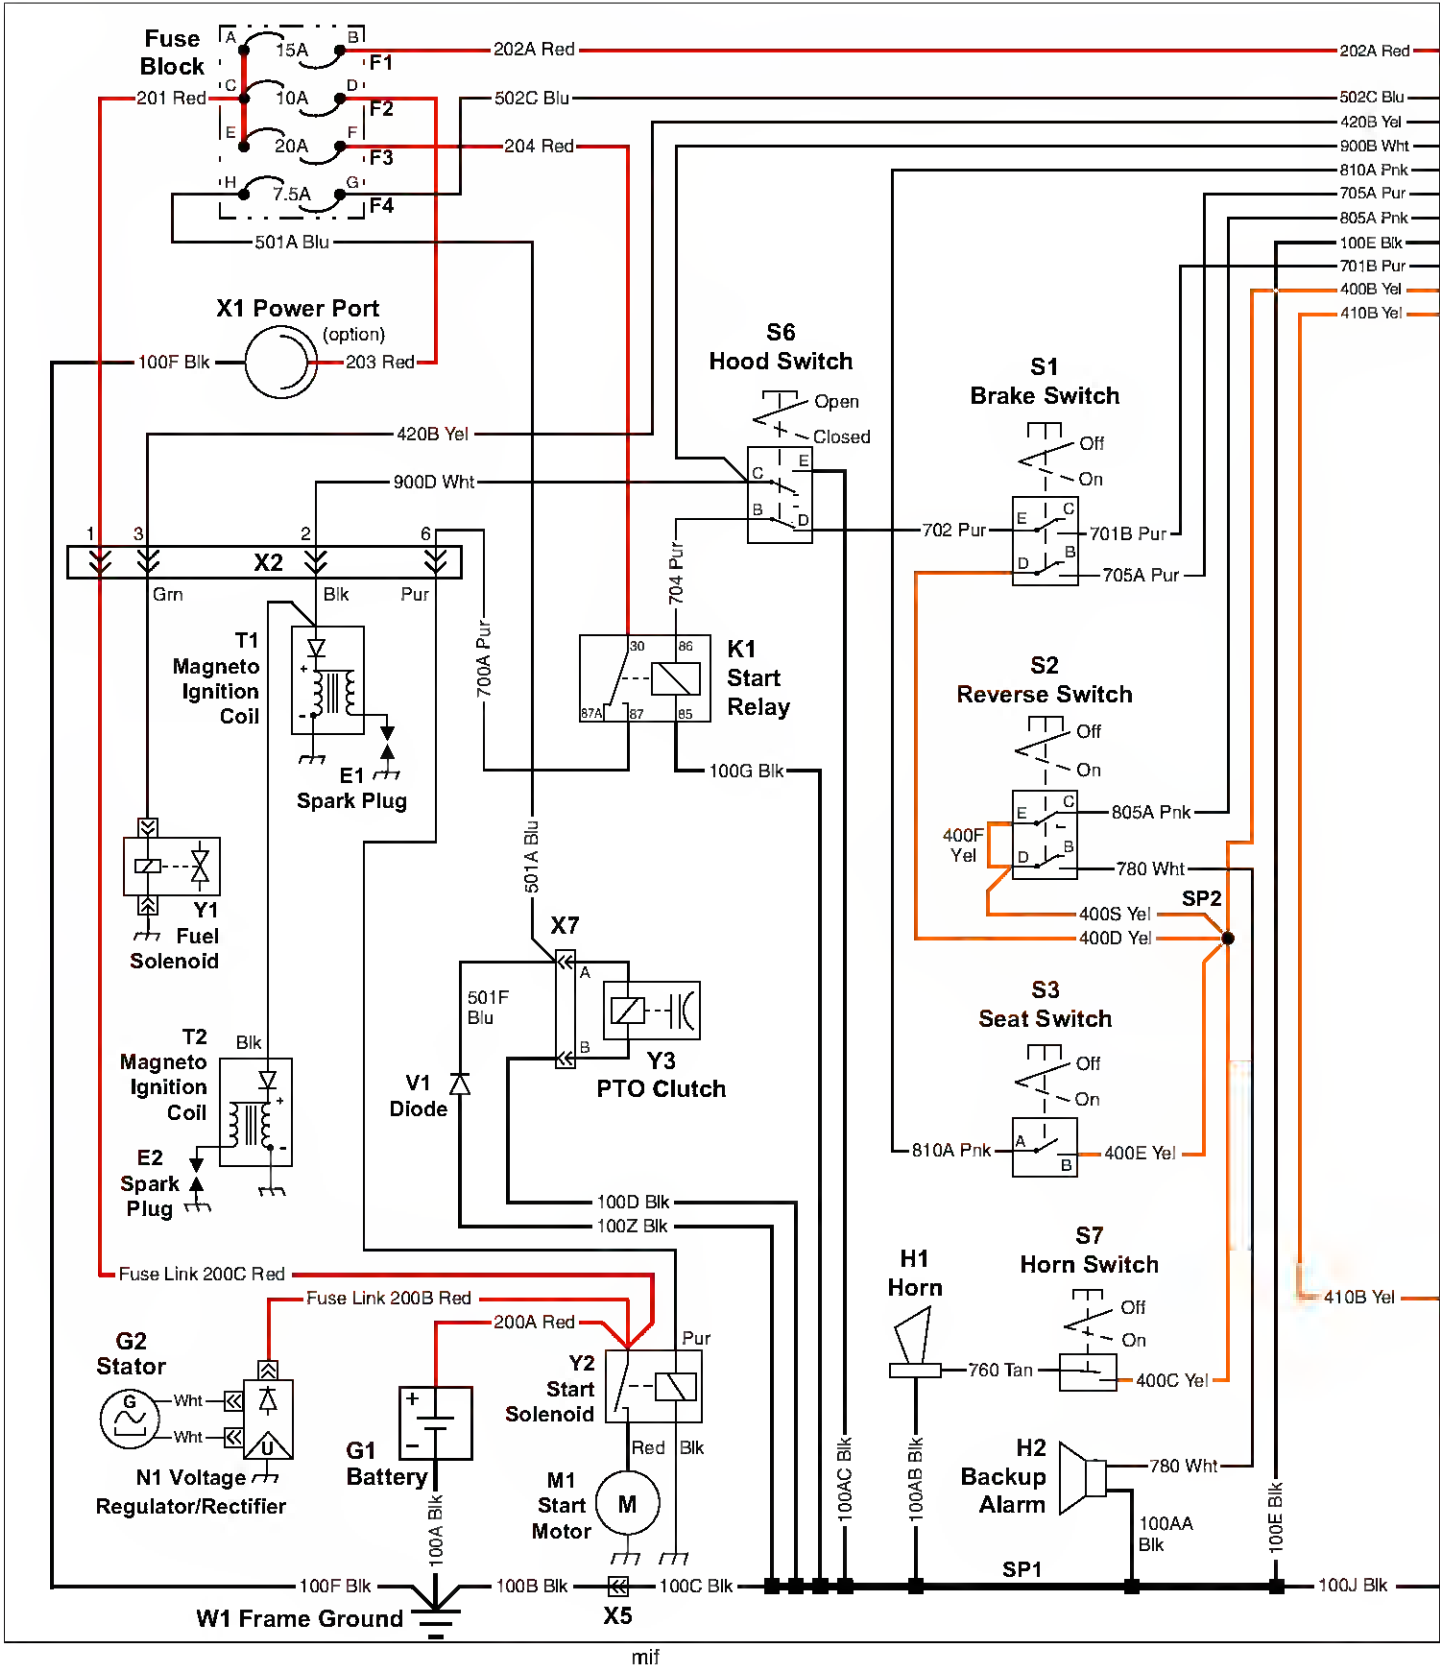 Fuse
Block
A
15A
B
F1
202A Red
202A Red
201 Red
C
10A
D
F2
502C Blu
502C Blu
420B Yel
E
20A
F
F3
204 Red
900B Wht
810A Pnk
H
7.5A
G
F4
705A Pur
805A Pnk
501A Blu
100E Blk
701B Pur
400B Yel
410B Yel
X1 Power Port
(option)
100F Blk
203 Red
S6
Hood Switch
Open
Closed
S1
Brake Switch
Off
On
420B Yel
900D Wht
C
E
B
D
702 Pur
E
C
701B Pur
D
B
705A Pur
1
3
2
6
X2
Grn
Blk
Pur
704 Pur
T1
Magneto
Ignition
Coil
+
-
E1
Spark Plug
700A Pur
30
86
87A
87
85
K1
Start
Relay
100G Blk
S2
Reverse Switch
Off
On
E
C
805A Pnk
400F
Yel
D
B
780 Wht
SP2
400S Yel
400D Yel
Y1
Fuel
Solenoid
501A Blu
X7
A
501F
Blu
B
Y3
PTO Clutch
V1
Diode
S3
Seat Switch
Off
On
810A Pnk
A
B
400E Yel
T2
Magneto
Ignition
Coil
Blk
+
-
E2
Spark
Plug
100D Blk
100Z Blk
Fuse Link 200C Red
Fuse Link 200B Red
200A Red
H1
Horn
S7
Horn Switch
Off
On
410B Yel
760 Tan
400C Yel
G2
Stator
G
Wht
Wht
U
N1 Voltage
Regulator/Rectifier
+
-
G1
Battery
100A Blk
Y2
Start
Solenoid
Pur
Red
Blk
M1
Start
Motor
M
100AC Blk
100AB Blk
H2
Backup
Alarm
780 Wht
100AA
Blk
100E Blk
100F Blk
100B Blk
100C Blk
SP1
100J Blk
W1 Frame Ground
X5
mif